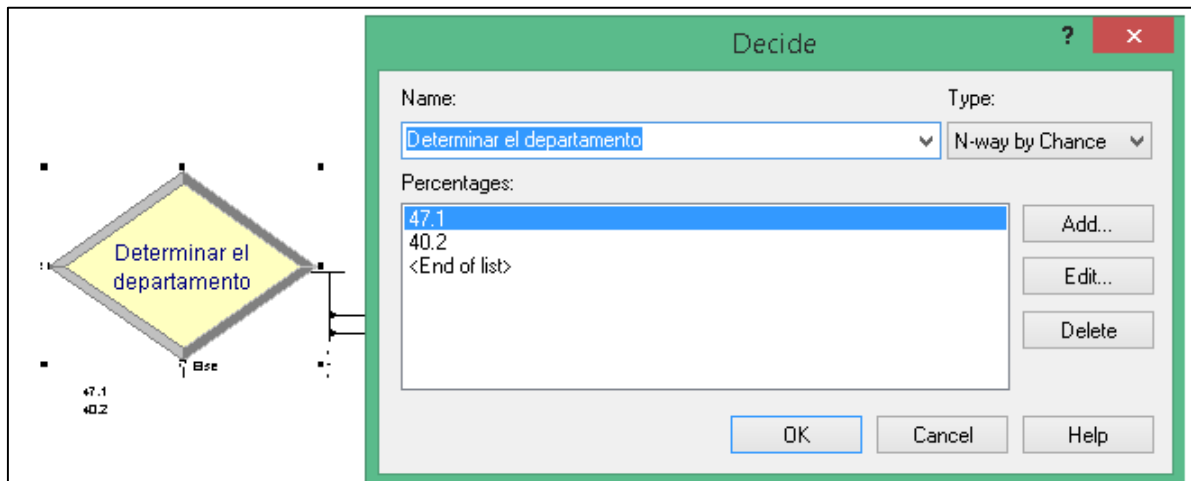 Decide
?
×
Name:
Type:
Determinar el departamento
N-way by Chance
Percentages:
47.1
40.2
<End of list>
Add...
Edit...
Delete
OK
Cancel
Help
Determinar el
departamento
Else
47.1
40.2